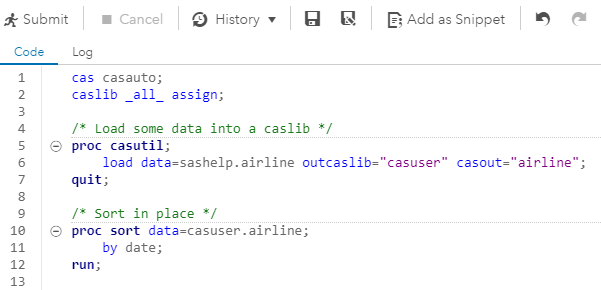 Submit Cancel History Add as Snippet
Code Log
1 cas casauto;
2 caslib _all_ assign;
3
4 /* Load some data into a caslib */
5 proc casutil;
6 load data=sashelp.airline outcaslib="casuser" casout="airline";
7 quit;
8
9 /* Sort in place */
10 proc sort data=casuser.airline;
11 by date;
12 run;
13